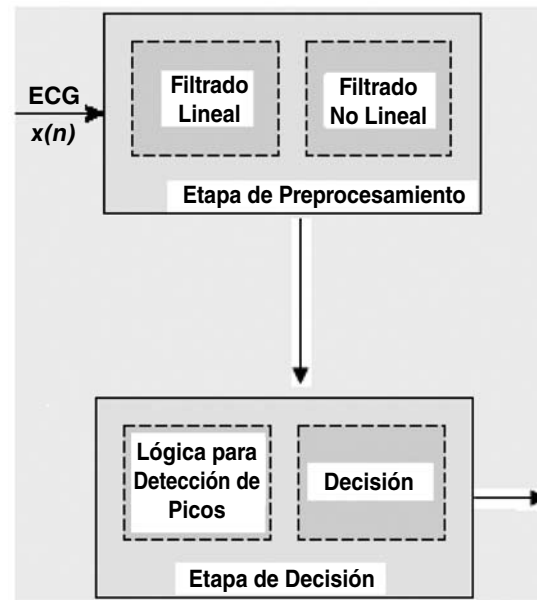 ECG
x(n)
Filtrado
Lineal
Filtrado
No Lineal
Etapa de Preprocesamiento
Lógica para
Detección de
Picos
Decisión
Etapa de Decisión